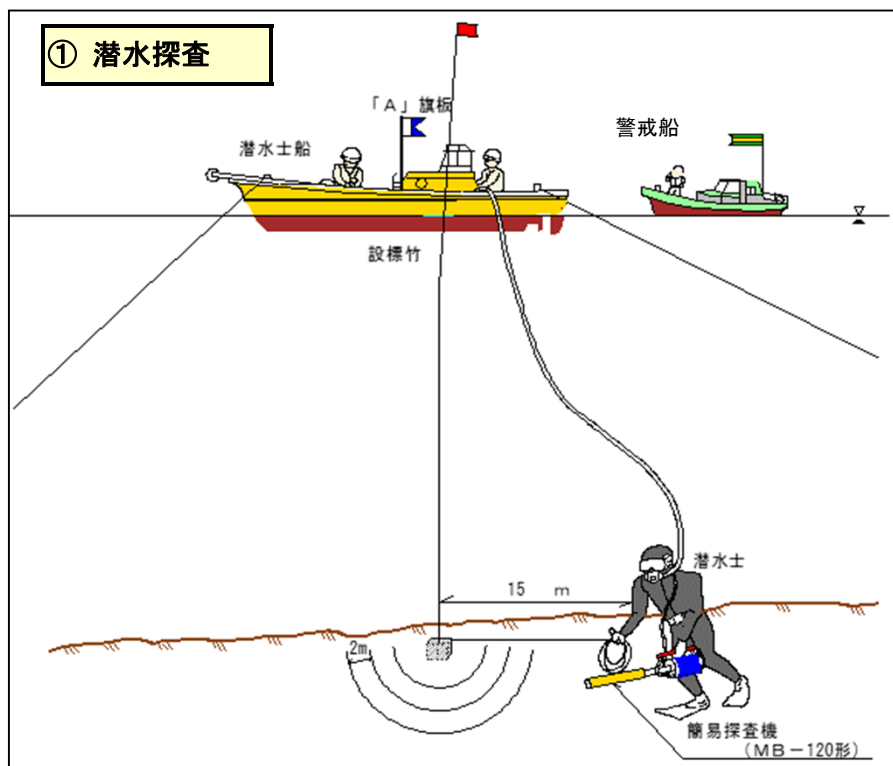 ① 潜水探査
「A」旗板
警戒船
潜水士船
設標竹
潜水士
15 m
2m
簡易探査機
(MB-120形)